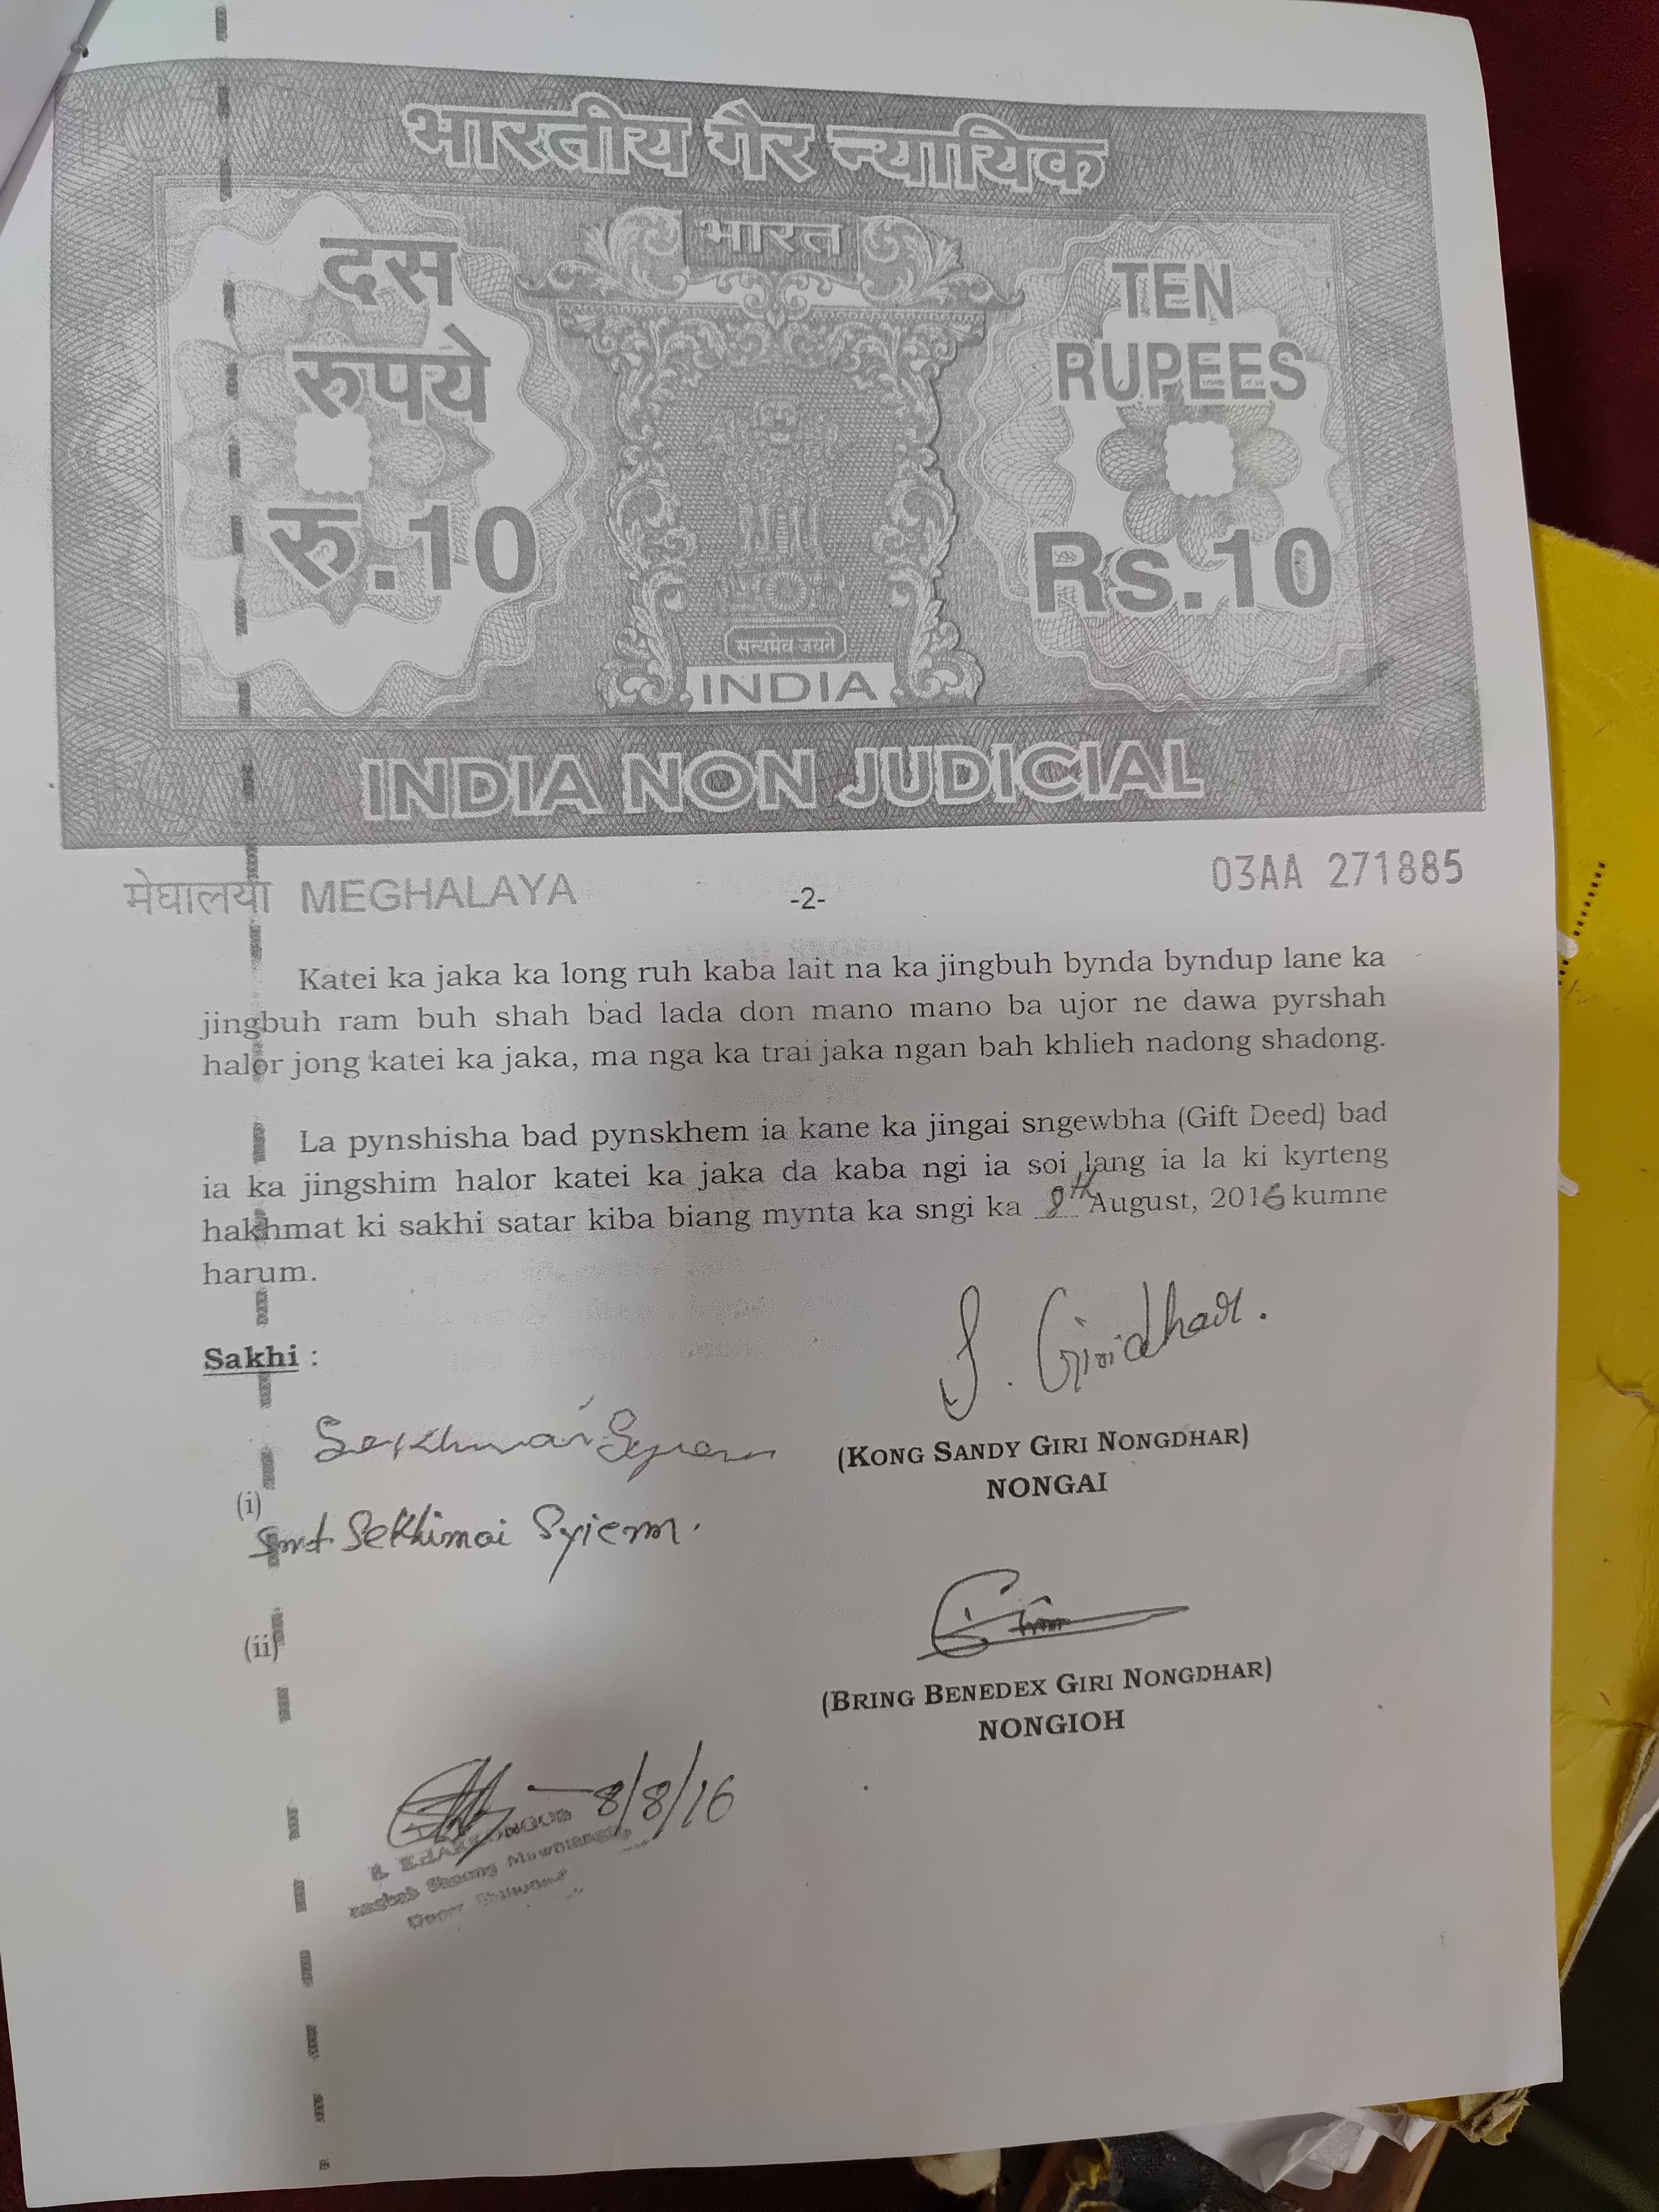 भारतीय गैर न्यायिक
भारत
दस
रुपये
रु.10
TEN
RUPEES
Rs.10
सत्यमेव जयते
INDIA
INDIA NON JUDICIAL
मेघालया MEGHALAYA
-2-
03AA 271885
Katei ka jaka ka long ruh kaba lait na ka jingbuh bynda byndup lane ka
jingbuh ram buh shah bad lada don mano mano ba ujor ne dawa pyrshah
halor jong katei ka jaka, ma nga ka trai jaka ngan bah khlieh nadong shadong.
La pynshisha bad pynskhem ia kane ka jingai sngewbha (Gift Deed) bad
ia ka jingshim halor katei ka jaka da kaba ngi ia soi lang ia la ki kyrteng
hakhmat ki sakhi satar kiba biang mynta ka sngi ka 8th August, 2016 kumne
harum.
Sakhi :
S. Giridhar.
(KONG SANDY GIRI NONGDHAR)
NONGAI
Sekhimai Syiem
(i)
Smt. Sekhimai Syiem.
(BRING BENEDEX GIRI NONGDHAR)
NONGIOH
(ii)
8/8/16